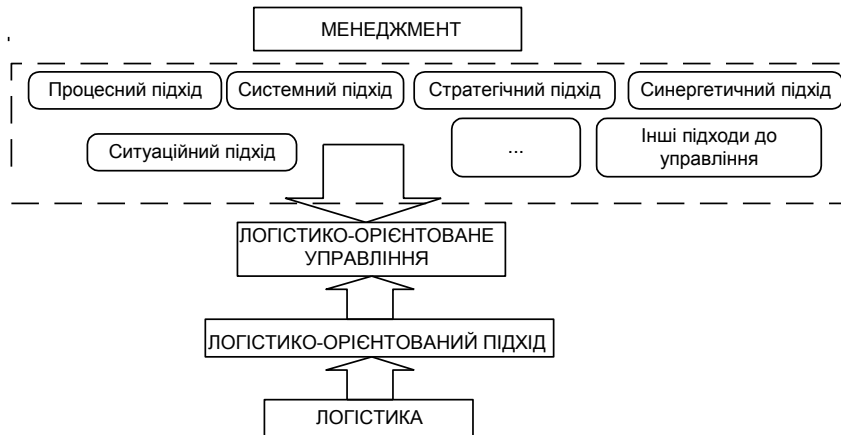 МЕНЕДЖМЕНТ
Процесний підхід
Системний підхід
Стратегічний підхід
Синергетичний підхід
Ситуаційний підхід
...
Інші підходи до
управління
ЛОГІСТИКО-ОРІЄНТОВАНЕ
УПРАВЛІННЯ
ЛОГІСТИКО-ОРІЄНТОВАНИЙ ПІДХІД
ЛОГІСТИКА